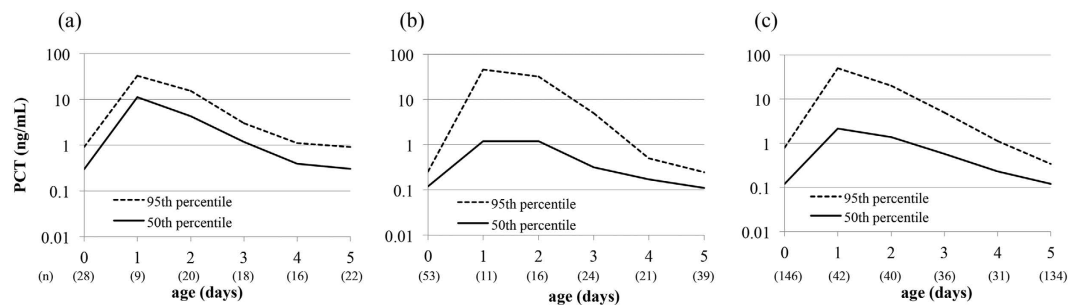 (a)
PCT (ng/mL)
100
10
1
0.1
0.01
95th percentile
50th percentile
0 1 2 3 4 5
(n) (28) (9) (20) (18) (16) (22)
age (days)
(b)
100
10
1
0.1
0.01
95th percentile
50th percentile
0 1 2 3 4 5
(53) (11) (16) (24) (21) (39)
age (days)
(c)
100
10
1
0.1
0.01
95th percentile
50th percentile
0 1 2 3 4 5
(146) (42) (40) (36) (31) (134)
age (days)